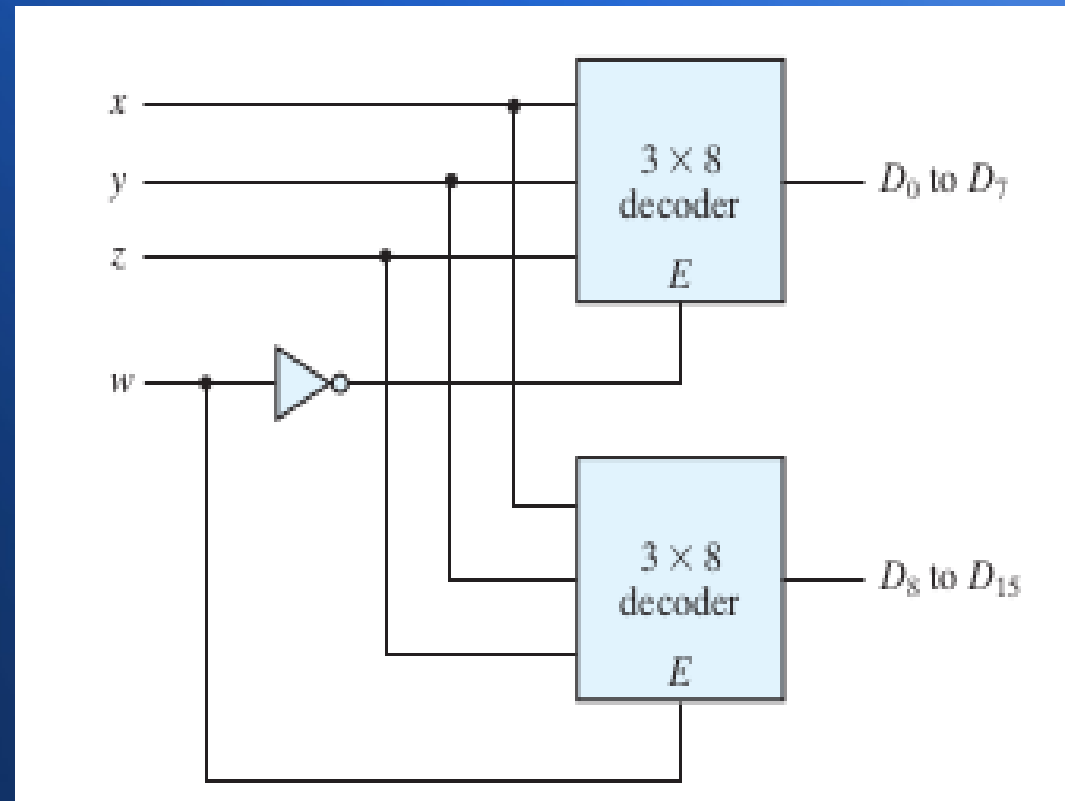 x
3 × 8
decoder
y
D₀ to D₇
z
E
w
3 × 8
decoder
D₈ to D₁₅
E